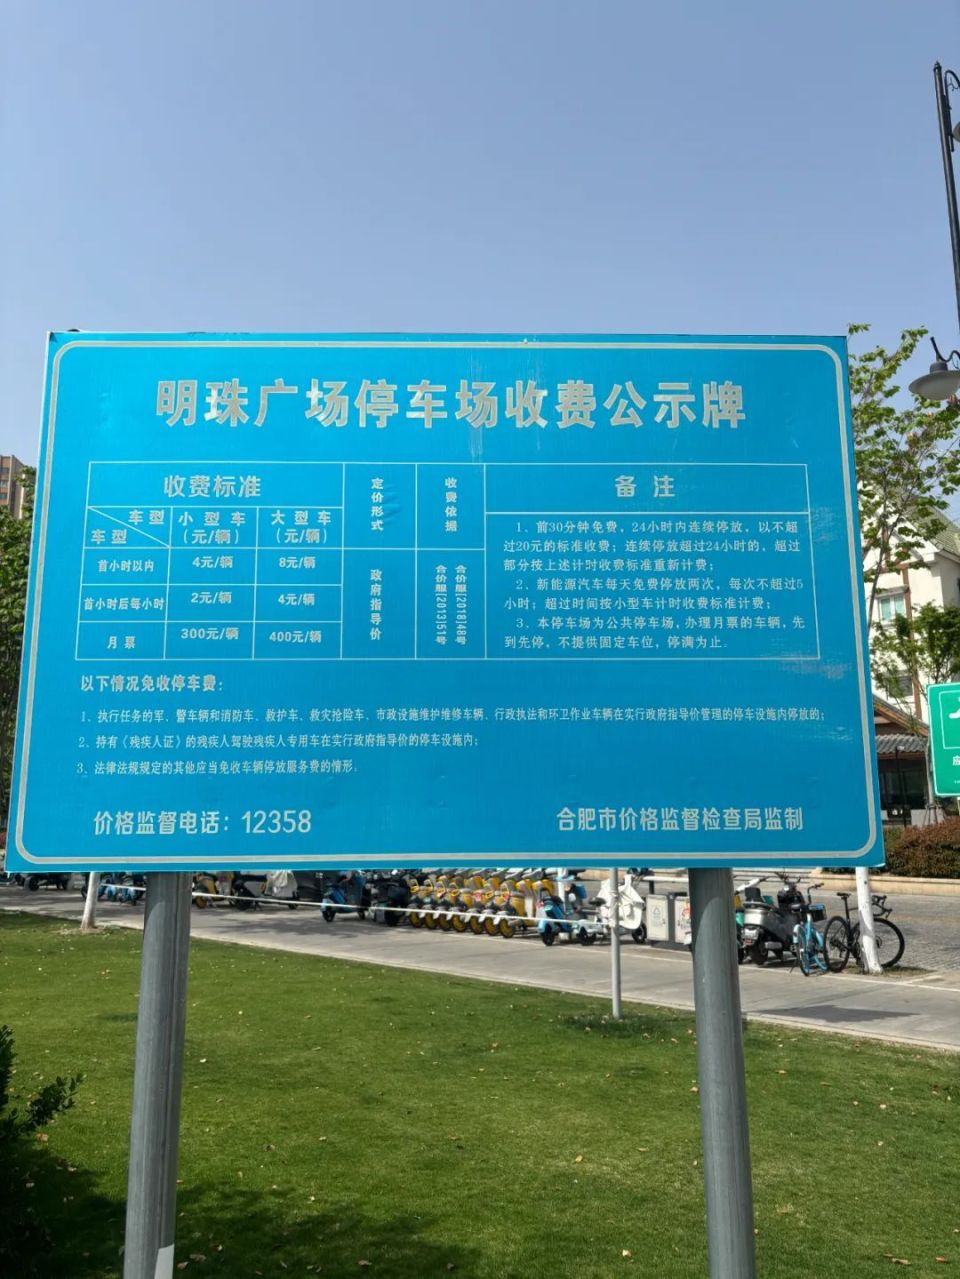 明珠广场停车场收费公示牌
收费标准
定价形式
收费依据
备 注
车型
车型
小型车
(元/辆)
大型车
(元/辆)
首小时以内
4元/辆
8元/辆
首小时后每小时
2元/辆
4元/辆
月票
300元/辆
400元/辆
政府指导价
合价服[2018]48号
合价服[2013]51号
1、前30分钟免费，24小时内连续停放，以不超
过20元的标准收费；连续停放超过24小时的，超过
部分按上述计时收费标准重新计费；
2、新能源汽车每天免费停放两次，每次不超过5
小时；超过时间按小型车计时收费标准计费；
3、本停车场为公共停车场，办理月票的车辆，先
到先停，不提供固定车位，停满为止。
以下情况免收停车费：
1、执行任务的军、警车辆和消防车、救护车、救灾抢险车、市政设施维护维修车辆、行政执法和环卫作业车辆在实行政府指导价管理的停车设施内停放的；
2、持有《残疾人证》的残疾人驾驶残疾人专用车在实行政府指导价的停车设施内；
3、法律法规规定的其他应当免收车辆停放服务费的情形。
价格监督电话：12358
合肥市价格监督检查局监制